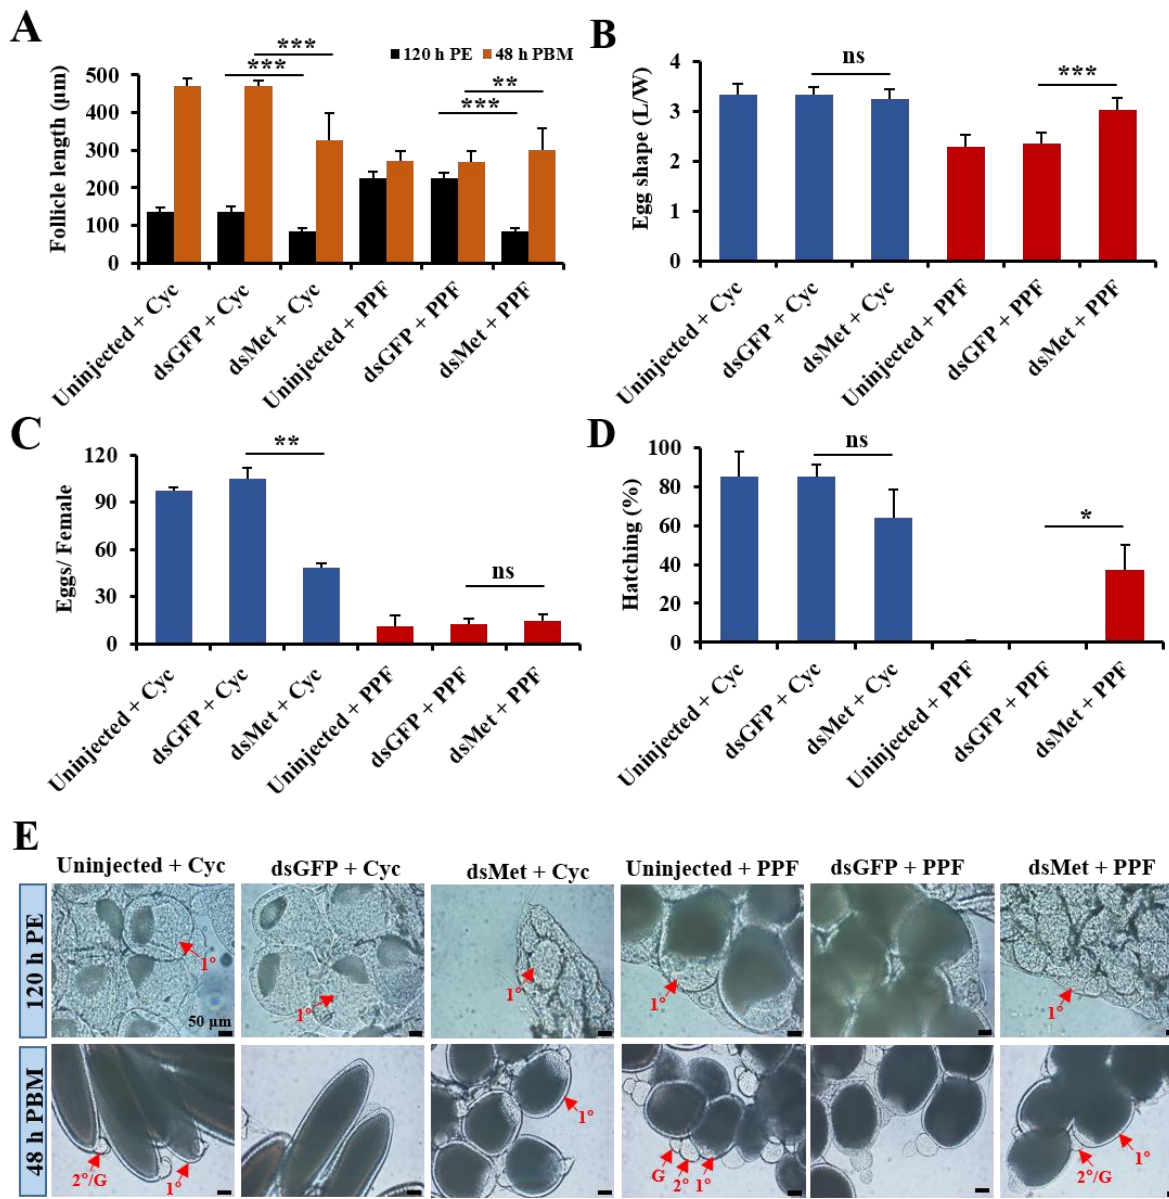 A
120 h PE 48 h PBM
Follicle length (µm)
500
400
300
200
100
0
***
***
**
***
Uninjected + Cyc
dsGFP + Cyc
dsMet + Cyc
Uninjected + PPF
dsGFP + PPF
dsMet + PPF
B
Egg shape (L/W)
4
3
2
1
0
ns
***
Uninjected + Cyc
dsGFP + Cyc
dsMet + Cyc
Uninjected + PPF
dsGFP + PPF
dsMet + PPF
C
Eggs/ Female
120
90
60
30
0
**
ns
Uninjected + Cyc
dsGFP + Cyc
dsMet + Cyc
Uninjected + PPF
dsGFP + PPF
dsMet + PPF
D
Hatching (%)
100
80
60
40
20
0
ns
*
Uninjected + Cyc
dsGFP + Cyc
dsMet + Cyc
Uninjected + PPF
dsGFP + PPF
dsMet + PPF
E
Uninjected + Cyc dsGFP + Cyc dsMet + Cyc Uninjected + PPF dsGFP + PPF dsMet + PPF
120 h PE
1°
50 µm
1°
1°
1°
1°
48 h PBM
2°/G
1°
1°
G
2°
1°
1°
2°/G